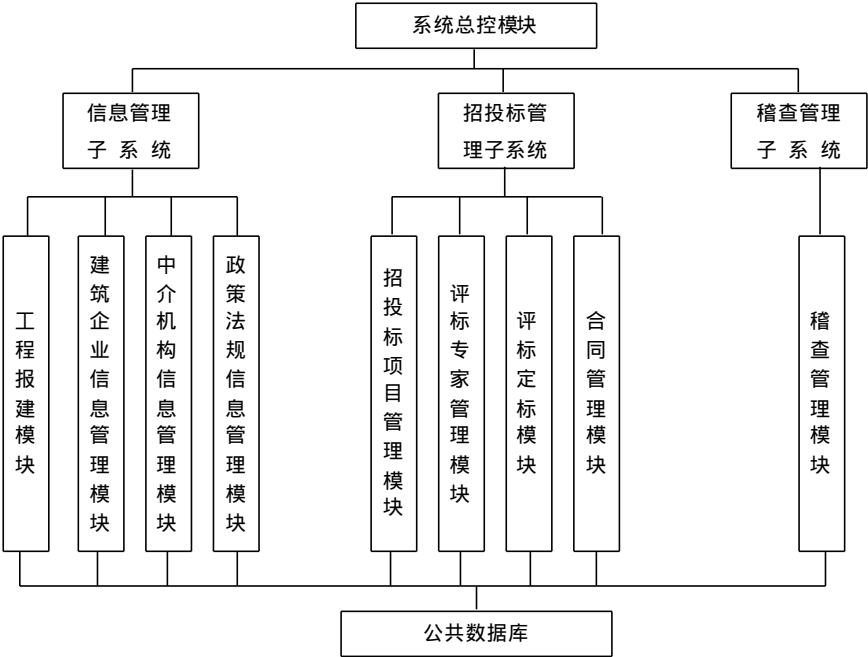 系统总控模块
信息管理
子系统
招投标管
理子系统
稽查管理
子系统
工程报建模块
建筑企业信息管理模块
中介机构信息管理模块
政策法规信息管理模块
招投标项目管理模块
评标专家管理模块
评标定标模块
合同管理模块
稽查管理模块
公共数据库